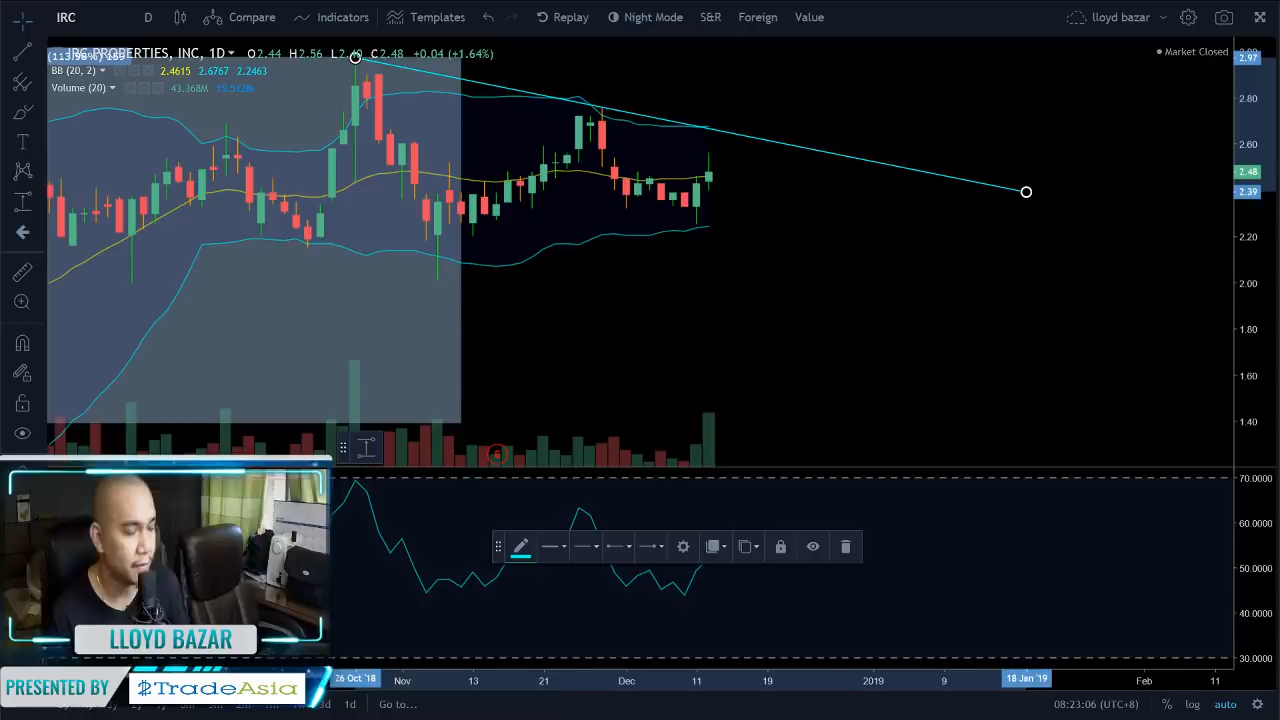 IRC D Compare Indicators Templates Replay Night Mode S&R Foreign Value lloyd bazar
IRC PROPERTIES, INC, 1D O2.44 H2.56 L2.40 C2.48 +0.04 (+1.64%)
Market Closed
BB (20, 2) 2.4615 2.6767 2.2463
Volume (20) 43.368M 15.512M
2.97
2.80
2.60
2.48
2.39
2.20
2.00
1.80
1.60
1.40
70.0000
60.0000
50.0000
40.0000
30.0000
LLOYD BAZAR
26 Oct '18 Nov 13 21 Dec 11 19 2019 9 18 Jan '19 Feb 11
PRESENTED BY TradeAsia
1d Go to... 08:23:06 (UTC+8) % log auto